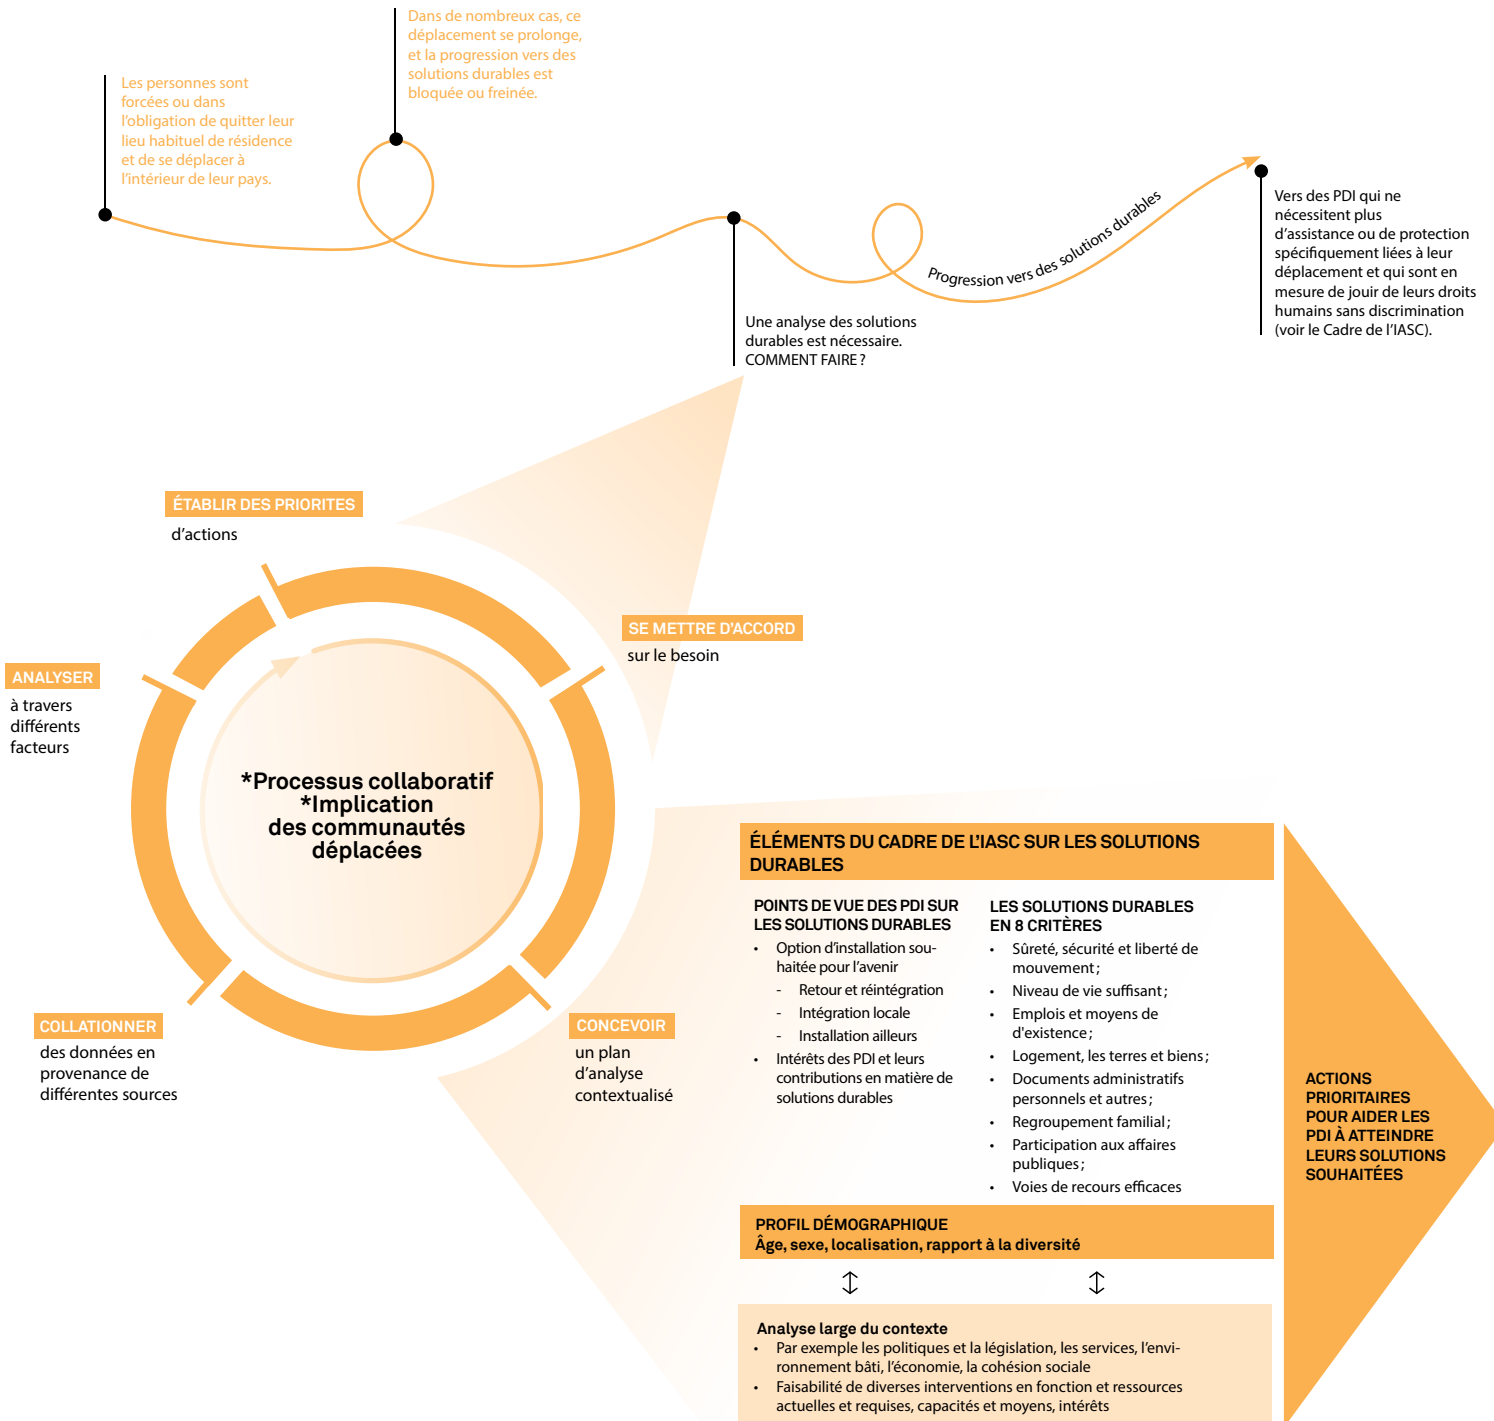 Dans de nombreux cas, ce
déplacement se prolonge,
et la progression vers des
solutions durables est
bloquée ou freinée.
Les personnes sont
forcées ou dans
l'obligation de quitter leur
lieu habituel de résidence
et de se déplacer à
l'intérieur de leur pays.
Progression vers des solutions durables
Vers des PDI qui ne
nécessitent plus
d'assistance ou de protection
spécifiquement liées à leur
déplacement et qui sont en
mesure de jouir de leurs droits
humains sans discrimination
(voir le Cadre de l'IASC).
Une analyse des solutions
durables est nécessaire.
COMMENT FAIRE ?
ÉTABLIR DES PRIORITES
d'actions
SE METTRE D'ACCORD
sur le besoin
ANALYSER
à travers
différents
facteurs
*Processus collaboratif
*Implication
des communautés
déplacées
COLLATIONNER
des données en
provenance de
différentes sources
CONCEVOIR
un plan
d'analyse
contextualisé
ÉLÉMENTS DU CADRE DE L'IASC SUR LES SOLUTIONS
DURABLES
POINTS DE VUE DES PDI SUR
LES SOLUTIONS DURABLES
• Option d'installation sou-
haitée pour l'avenir
- Retour et réintégration
- Intégration locale
- Installation ailleurs
• Intérêts des PDI et leurs
contributions en matière de
solutions durables
LES SOLUTIONS DURABLES
EN 8 CRITÈRES
• Sûreté, sécurité et liberté de
mouvement ;
• Niveau de vie suffisant ;
• Emplois et moyens de
d'existence ;
• Logement, les terres et biens ;
• Documents administratifs
personnels et autres ;
• Regroupement familial ;
• Participation aux affaires
publiques ;
• Voies de recours efficaces
PROFIL DÉMOGRAPHIQUE
Âge, sexe, localisation, rapport à la diversité
Analyse large du contexte
• Par exemple les politiques et la législation, les services, l'envi-
ronnement bâti, l'économie, la cohésion sociale
• Faisabilité de diverses interventions en fonction et ressources
actuelles et requises, capacités et moyens, intérêts
ACTIONS
PRIORITAIRES
POUR AIDER LES
PDI À ATTEINDRE
LEURS SOLUTIONS
SOUHAITÉES